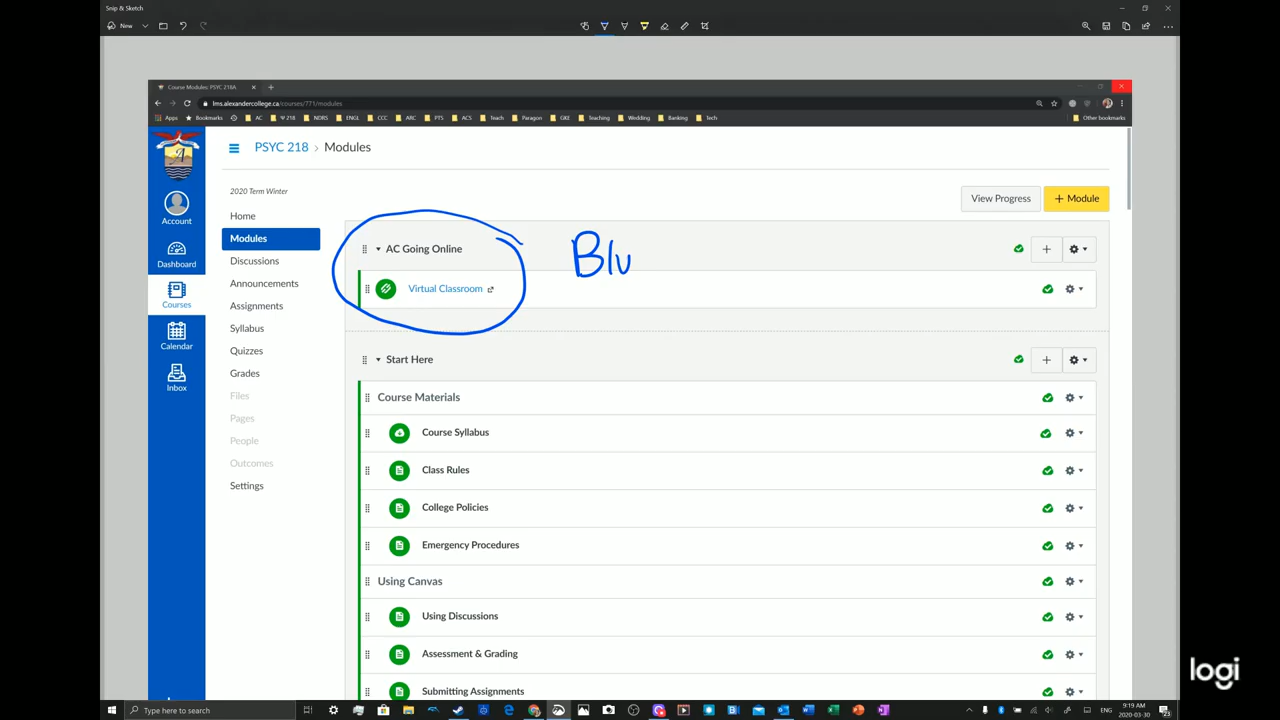 Snip & Sketch
New
Course Modules: PSYC 218A
lms.alexandercollege.ca/courses/771/modules
Apps Bookmarks AC Ψ 218 NDRS ENGL CCC ARC PTS ACS Teach Paragon GKE Teaching Wedding Banking Tech Other bookmarks
PSYC 218 > Modules
2020 Term Winter
View Progress + Module
Account
Dashboard
Courses
Calendar
Inbox
Home
Modules
Discussions
Announcements
Assignments
Syllabus
Quizzes
Grades
Files
Pages
People
Outcomes
Settings
AC Going Online
Blu
Virtual Classroom
Start Here
Course Materials
Course Syllabus
Class Rules
College Policies
Emergency Procedures
Using Canvas
Using Discussions
Assessment & Grading
Submitting Assignments
logi
Type here to search
9:19 AM
2020-03-30
23